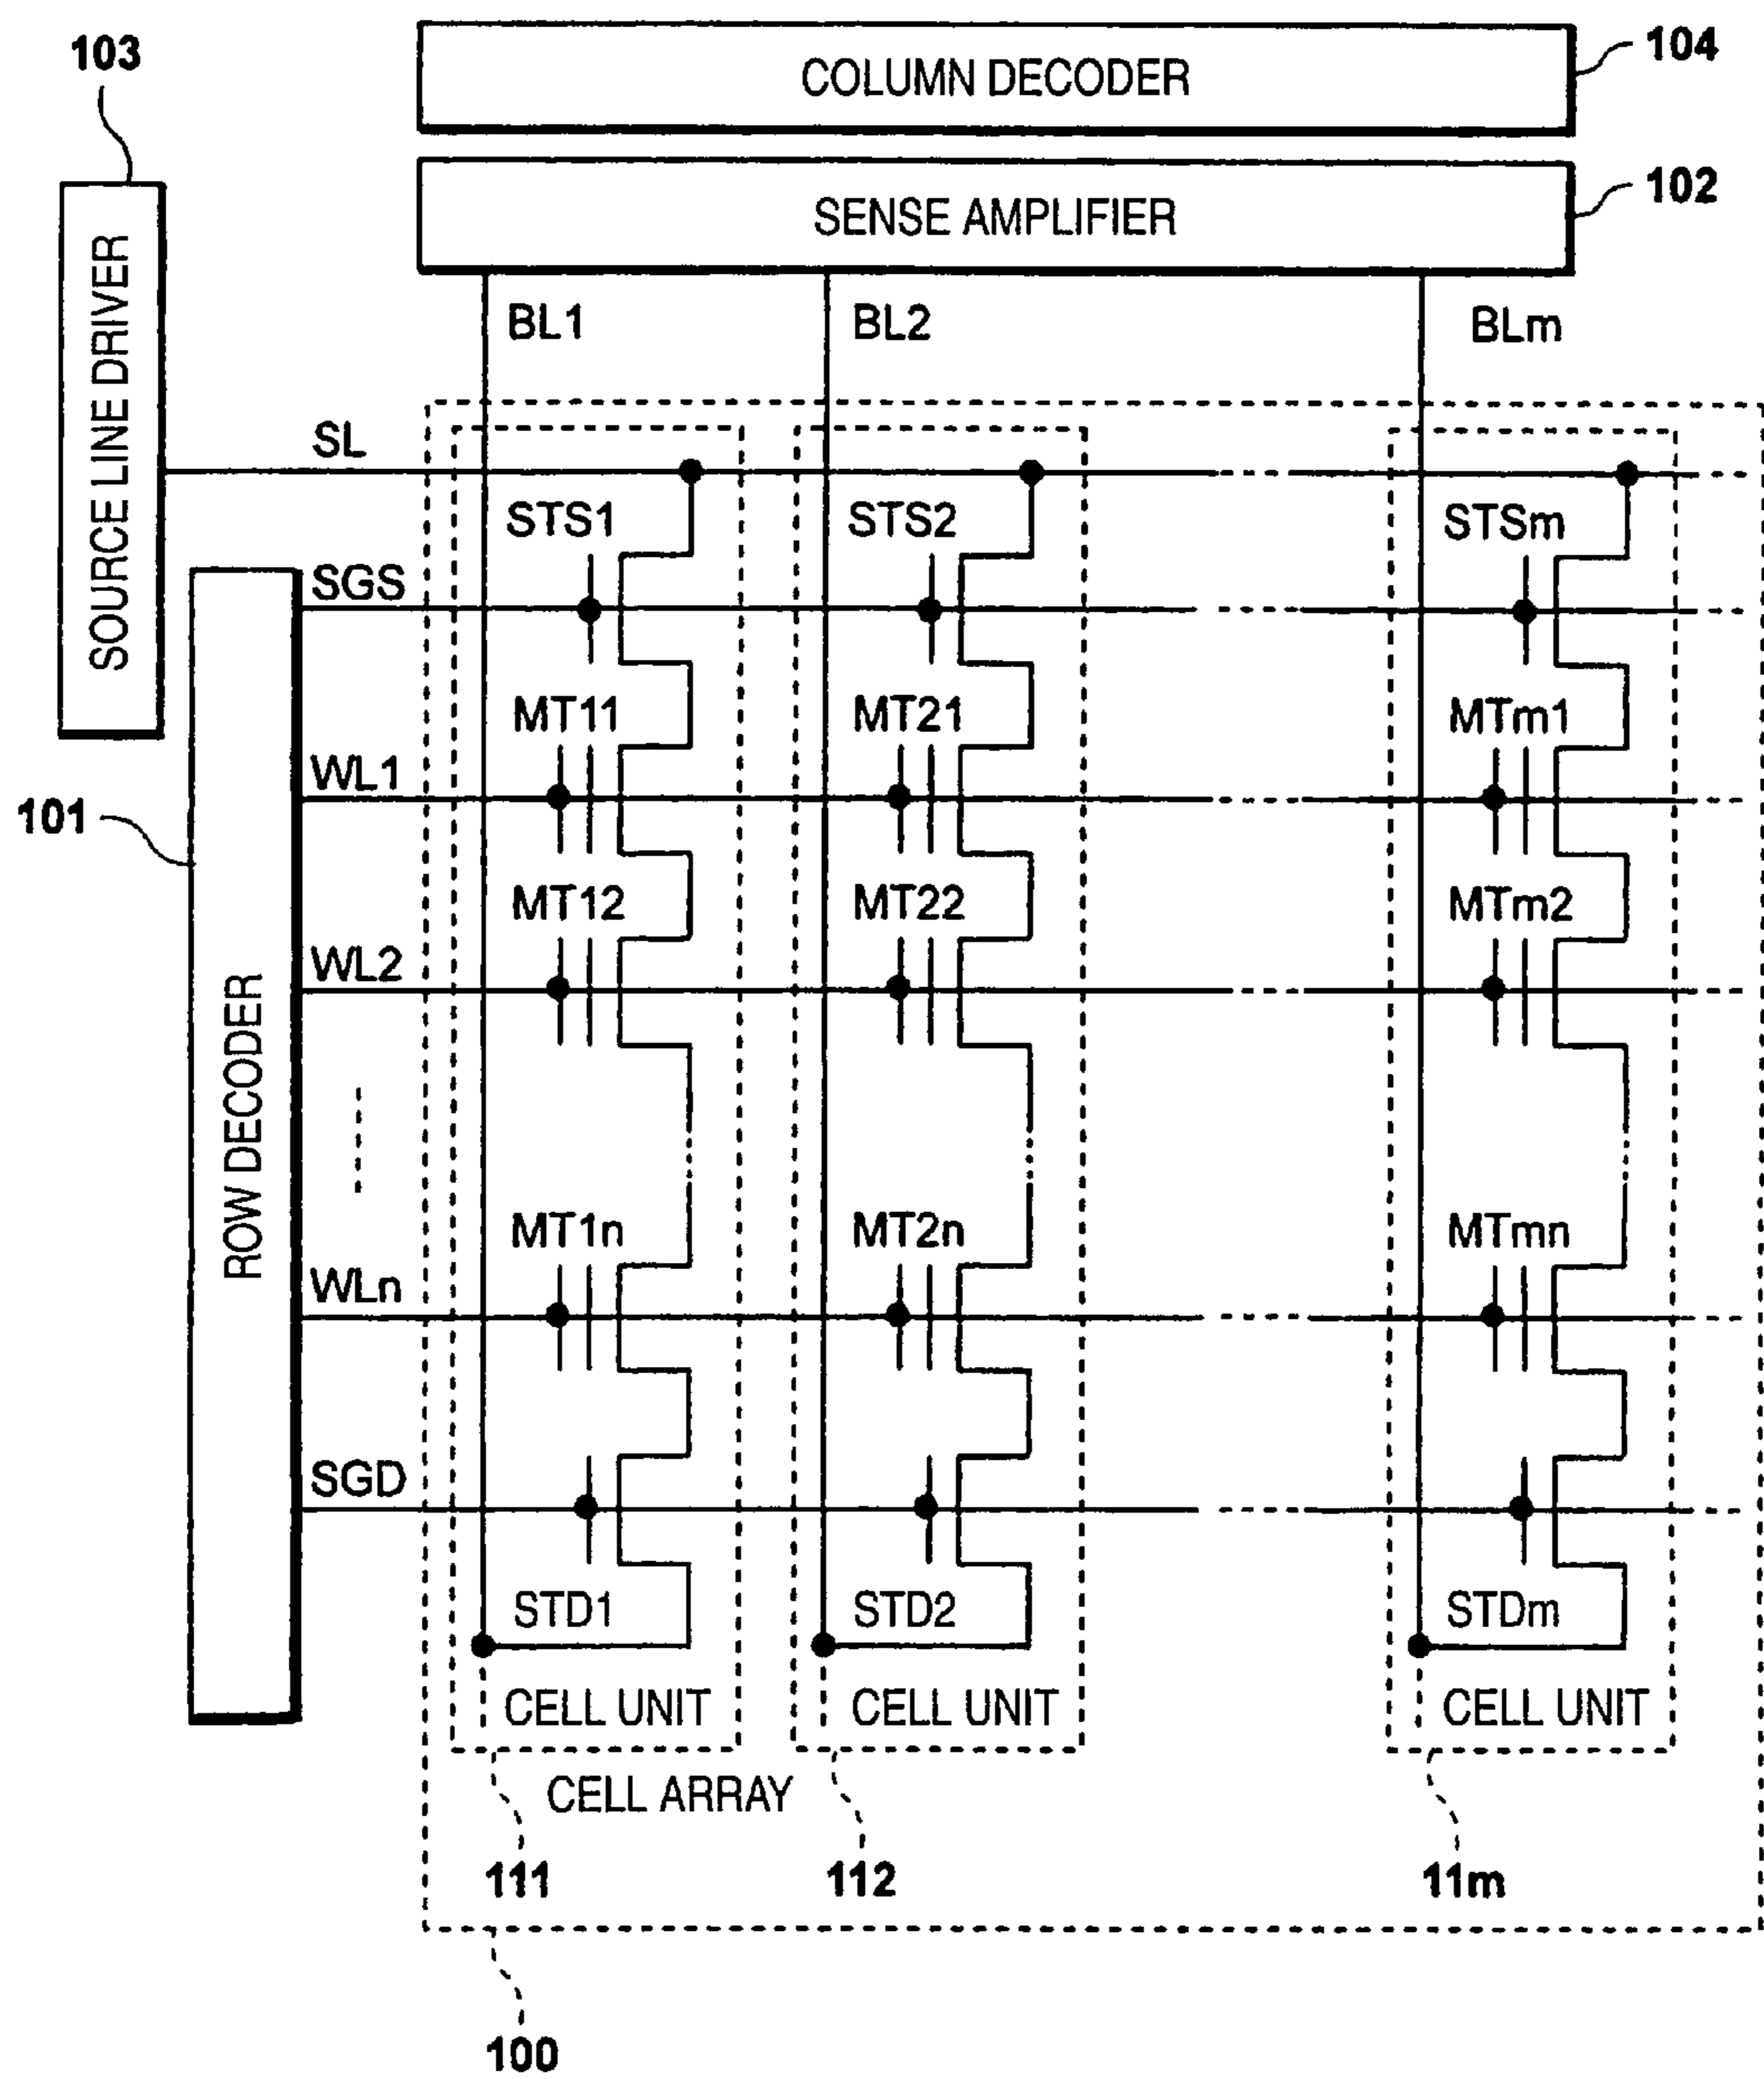 103
COLUMN DECODER
104
SENSE AMPLIFIER
102
SOURCE LINE DRIVER
BL1
BL2
BLm
SL
STS1
STS2
STSm
SGS
MT11
MT21
MTm1
WL1
101
MT12
MT22
MTm2
WL2
ROW DECODER
MT1n
MT2n
MTmn
WLn
SGD
STD1
STD2
STDm
CELL UNIT
CELL UNIT
CELL UNIT
CELL ARRAY
111
112
11m
100